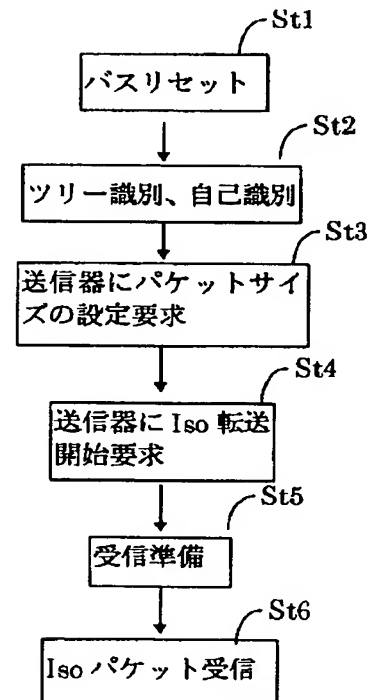 St1
バスリセット
St2
ツリー識別、自己識別
St3
送信器にパケットサイ
ズの設定要求
St4
送信器に Iso 転送
開始要求
St5
受信準備
St6
Iso パケット受信